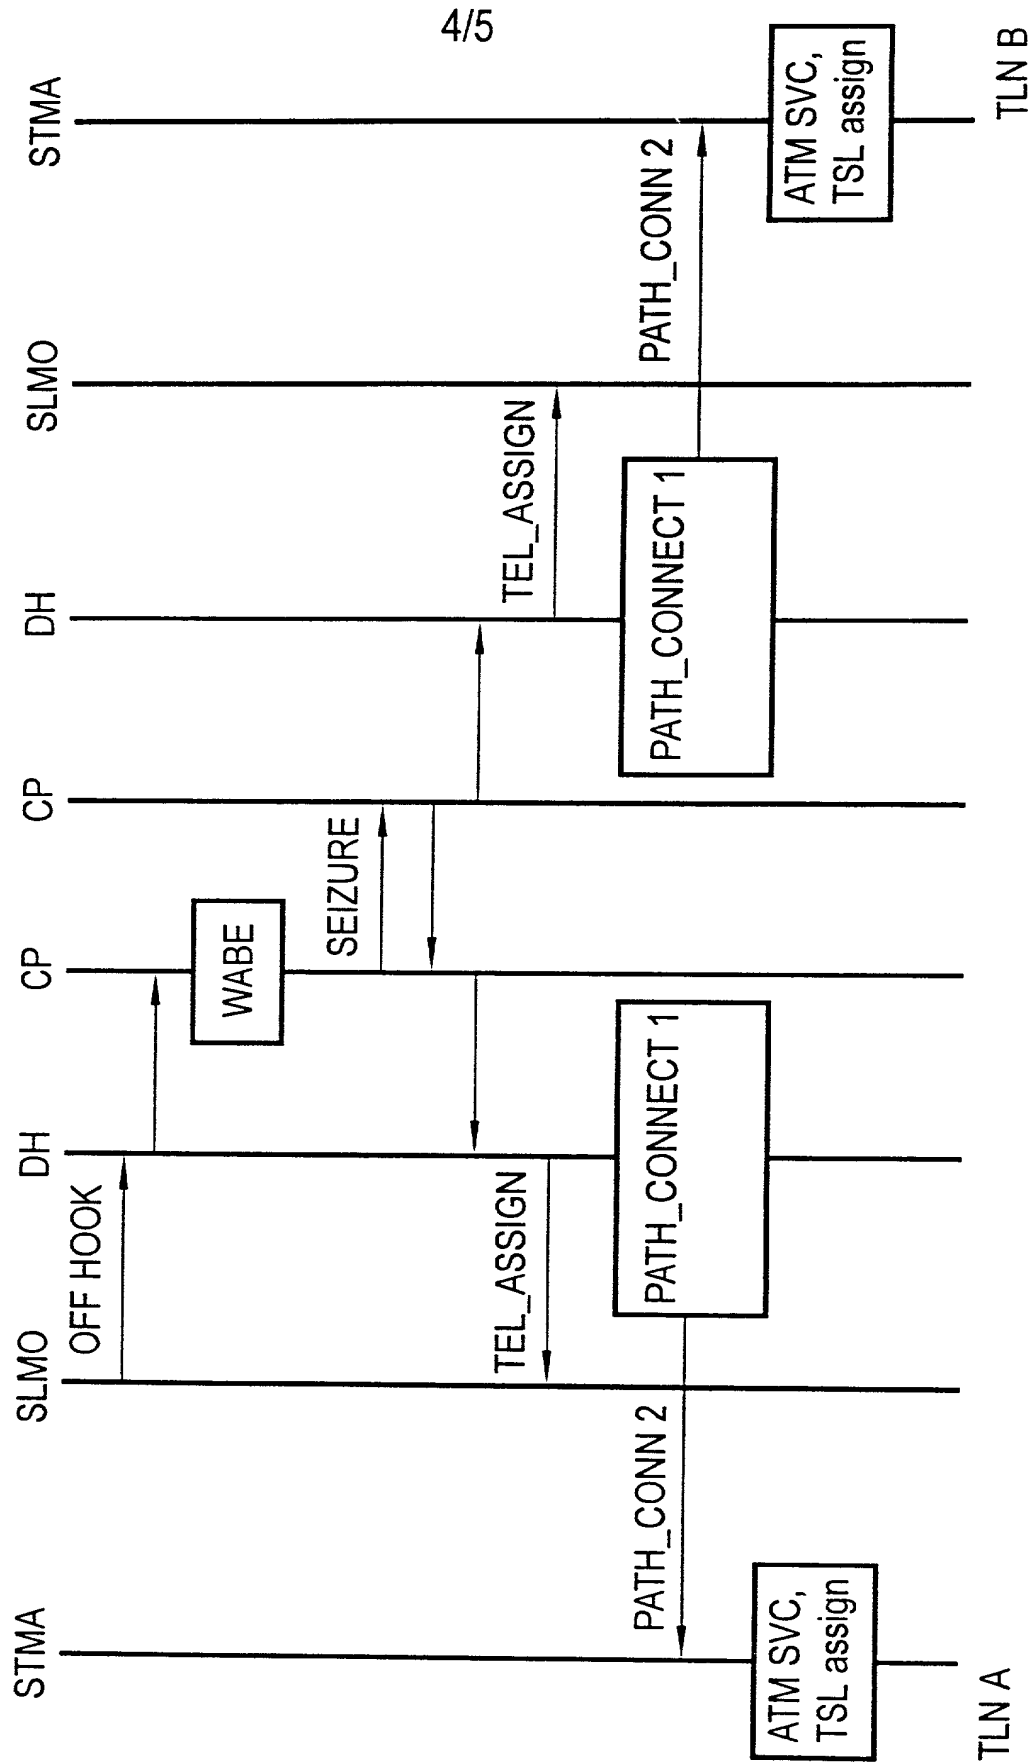 4/5
STMA
SLMO
DH
CP
CP
DH
SLMO
STMA
OFF HOOK
WABE
SEIZURE
TEL_ASSIGN
TEL_ASSIGN
PATH_CONN 2
PATH_CONNECT 1
PATH_CONNECT 1
PATH_CONN 2
ATM SVC,
TSL assign
ATM SVC,
TSL assign
TLN A
TLN B